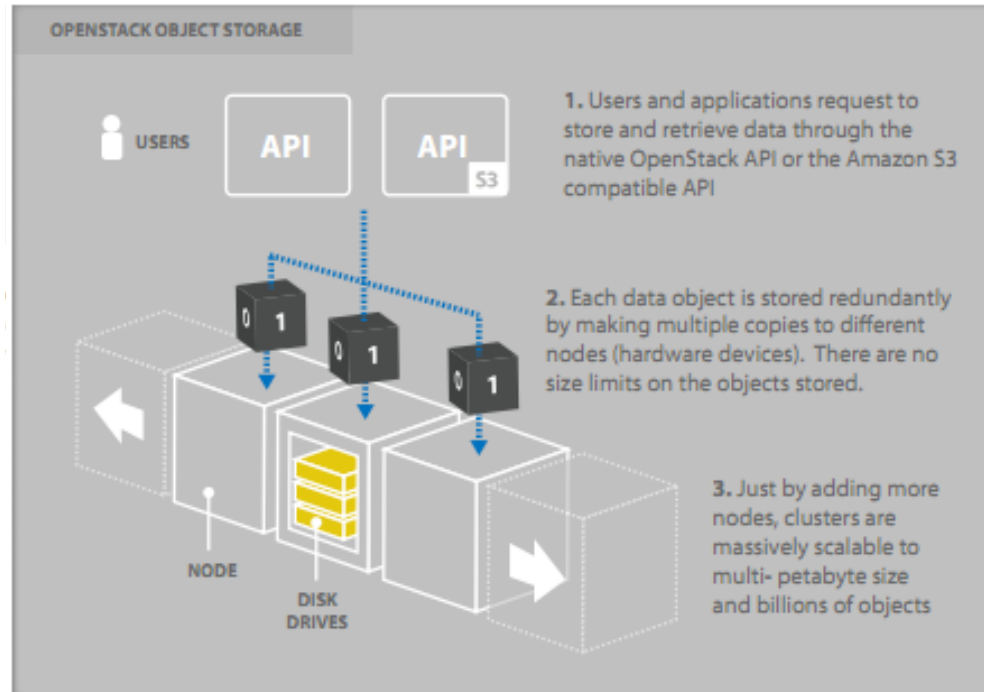 OPENSTACK OBJECT STORAGE
USERS
API
API
S3
1. Users and applications request to
store and retrieve data through the
native OpenStack API or the Amazon S3
compatible API
0 1
0 1
0 1
2. Each data object is stored redundantly
by making multiple copies to different
nodes (hardware devices). There are no
size limits on the objects stored.
NODE
DISK
DRIVES
3. Just by adding more
nodes, clusters are
massively scalable to
multi- petabyte size
and billions of objects